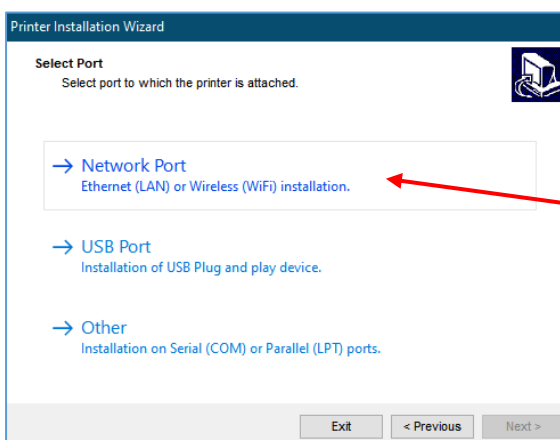 Printer Installation Wizard
Select Port
Select port to which the printer is attached.
→ Network Port
Ethernet (LAN) or Wireless (WiFi) installation.
→ USB Port
Installation of USB Plug and play device.
→ Other
Installation on Serial (COM) or Parallel (LPT) ports.
Exit
< Previous
Next >